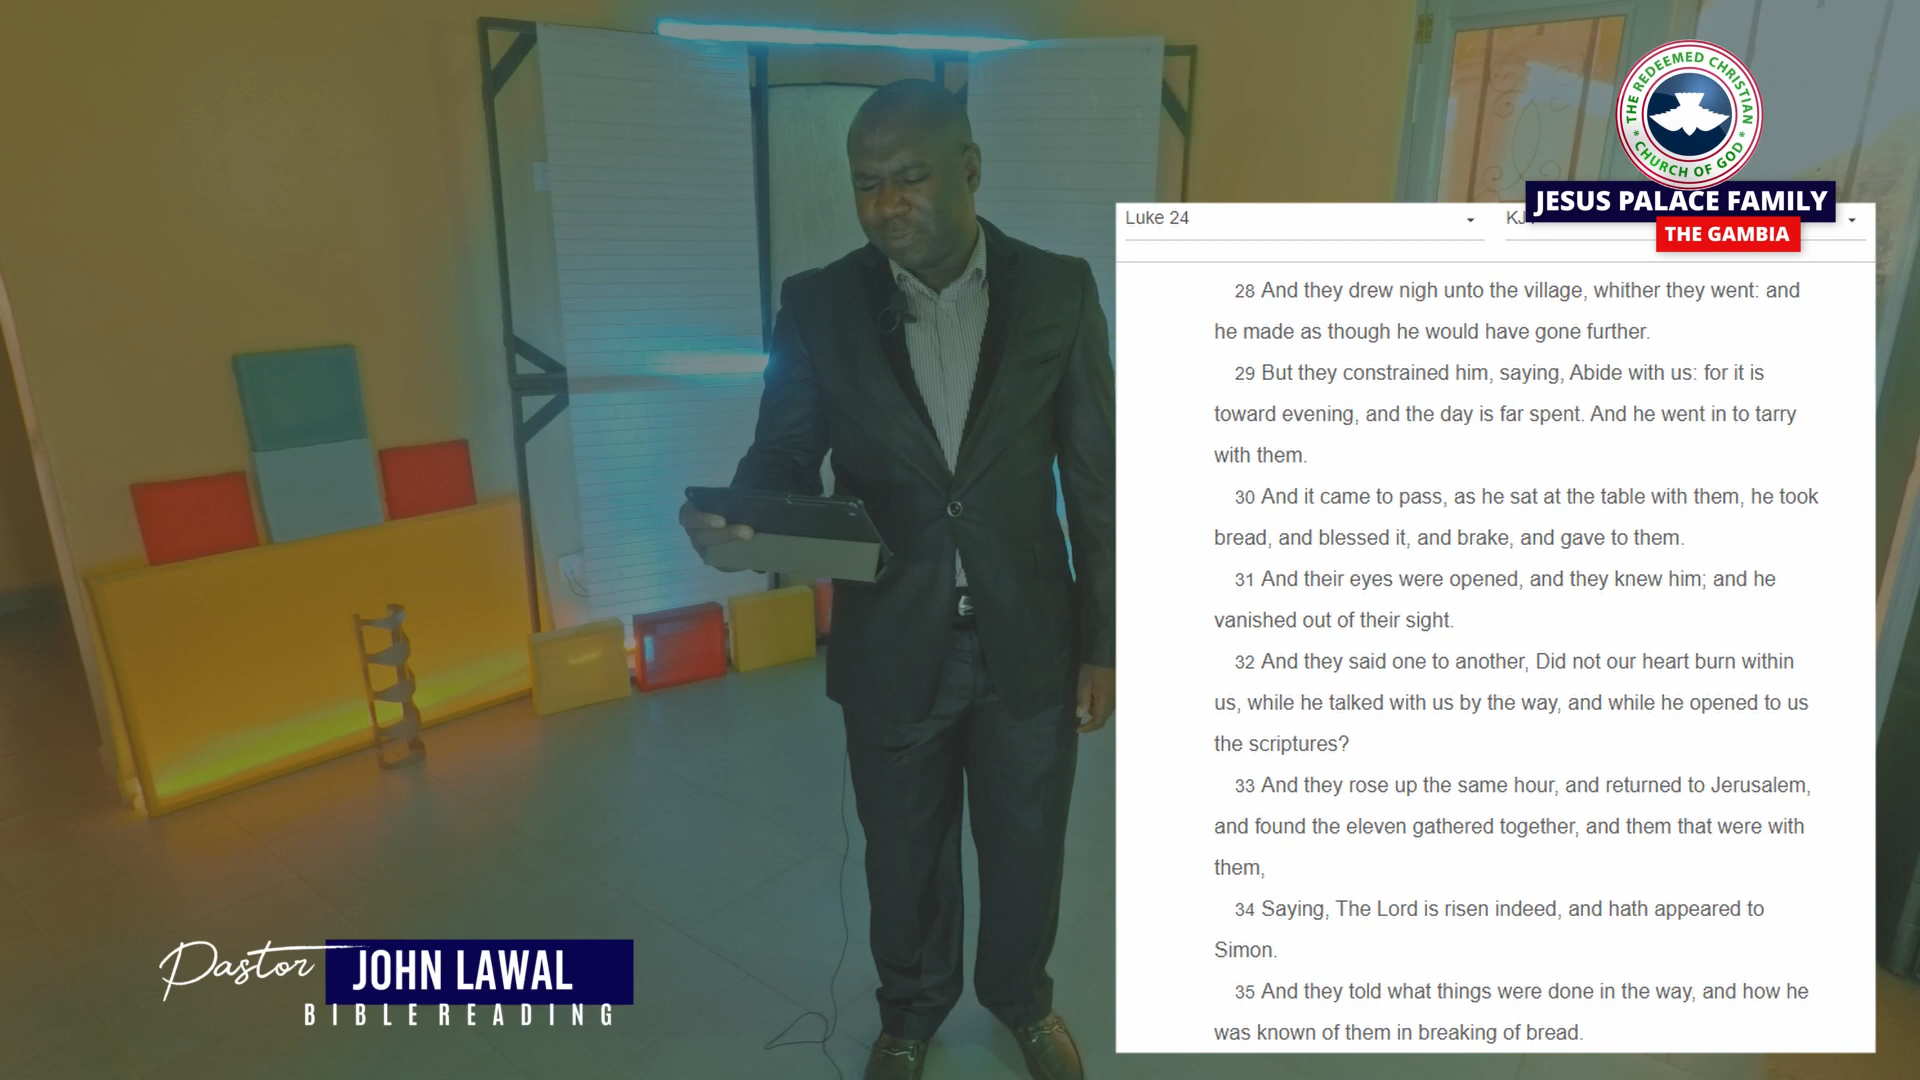 THE REDEEMED CHRISTIAN
* CHURCH OF GOD *
JESUS PALACE FAMILY
THE GAMBIA
Luke 24
28 And they drew nigh unto the village, whither they went: and
he made as though he would have gone further.
29 But they constrained him, saying, Abide with us: for it is
toward evening, and the day is far spent. And he went in to tarry
with them.
30 And it came to pass, as he sat at the table with them, he took
bread, and blessed it, and brake, and gave to them.
31 And their eyes were opened, and they knew him; and he
vanished out of their sight.
32 And they said one to another, Did not our heart burn within
us, while he talked with us by the way, and while he opened to us
the scriptures?
33 And they rose up the same hour, and returned to Jerusalem,
and found the eleven gathered together, and them that were with
them,
34 Saying, The Lord is risen indeed, and hath appeared to
Simon.
35 And they told what things were done in the way, and how he
was known of them in breaking of bread.
Pastor JOHN LAWAL
BIBLEREADING